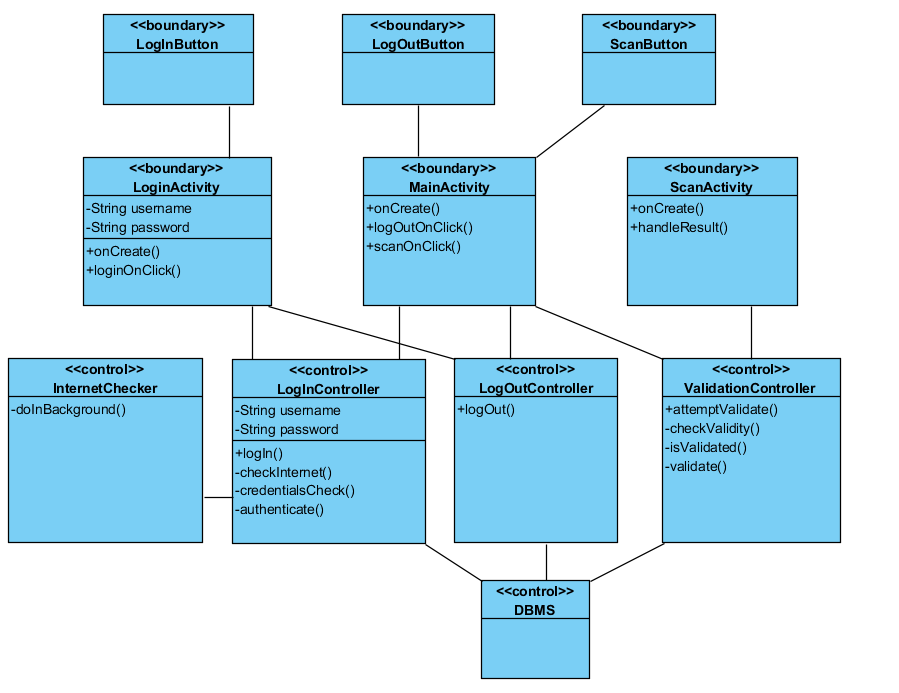 <<boundary>>
LogInButton
<<boundary>>
LogOutButton
<<boundary>>
ScanButton
<<boundary>>
LoginActivity
-String username
-String password
+onCreate()
+loginOnClick()
<<boundary>>
MainActivity
+onCreate()
+logOutOnClick()
+scanOnClick()
<<boundary>>
ScanActivity
+onCreate()
+handleResult()
<<control>>
InternetChecker
-doInBackground()
<<control>>
LogInController
-String username
-String password
+logIn()
-checkInternet()
-credentialsCheck()
-authenticate()
<<control>>
LogOutController
+logOut()
<<control>>
ValidationController
+attemptValidate()
-checkValidity()
-isValidated()
-validate()
<<control>>
DBMS